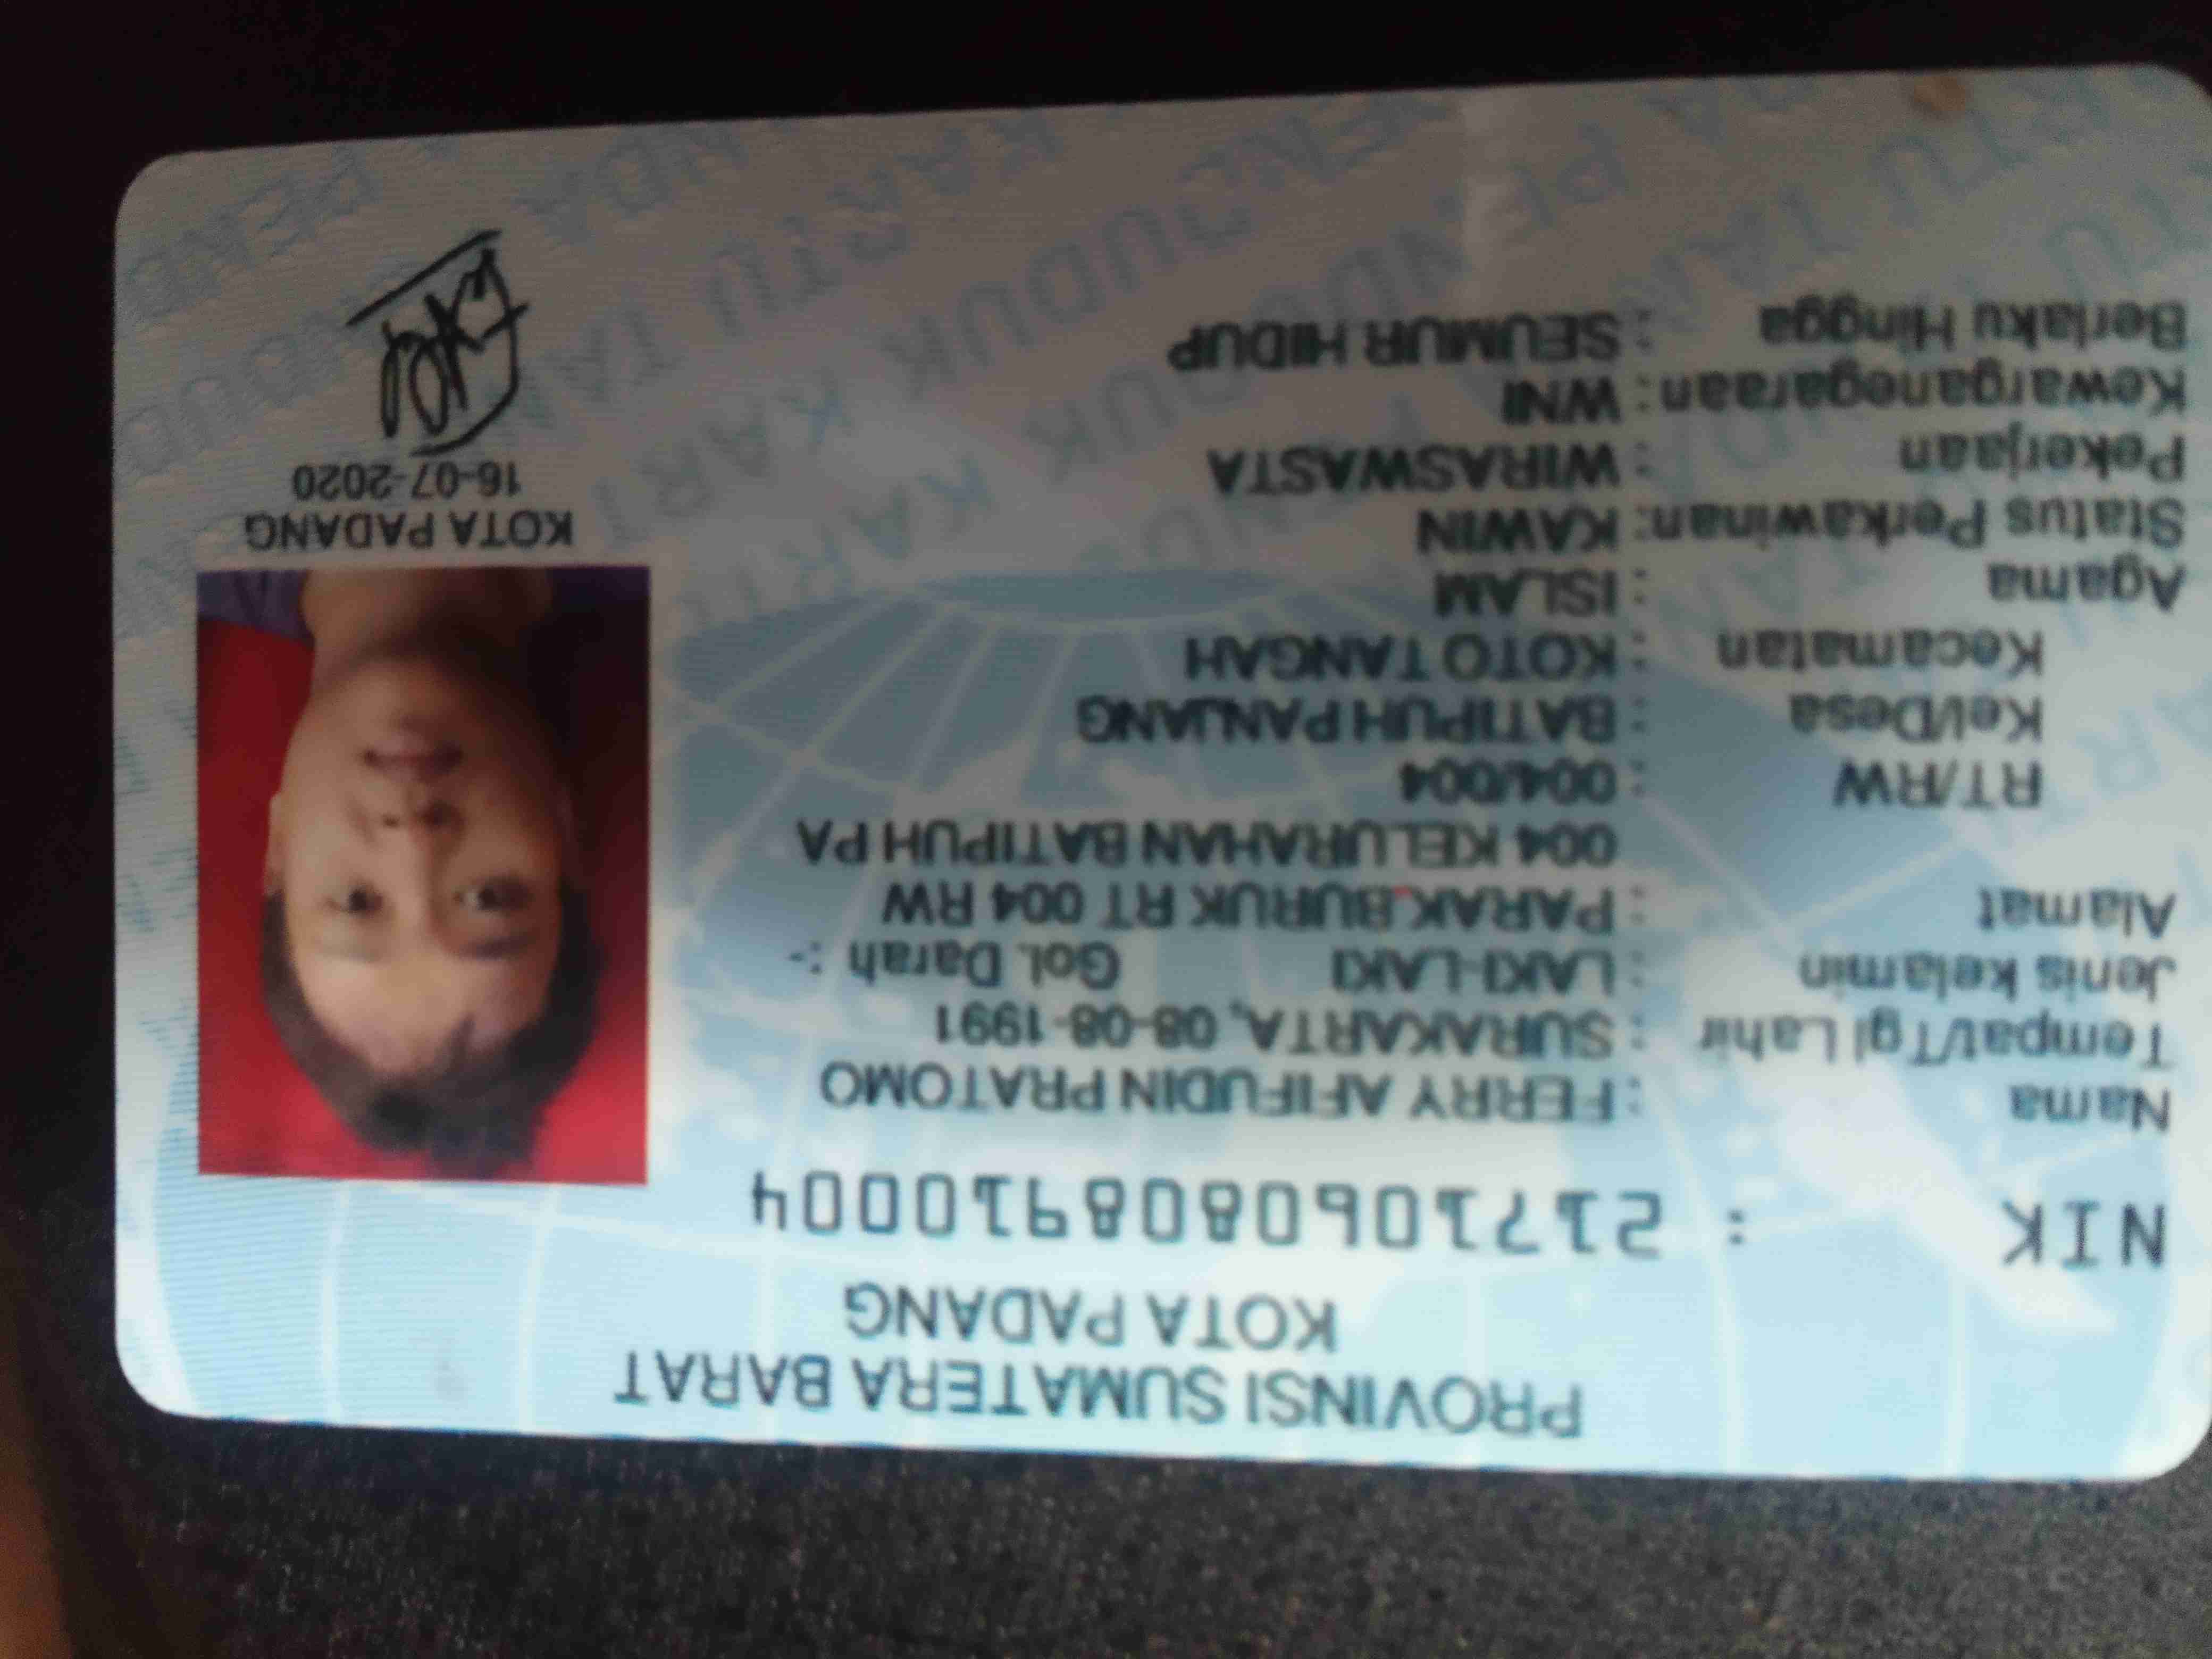 PROVINSI SUMATERA BARAT
KOTA PADANG
NIK : 2171060808910004
Nama : FERRY AFIFUDIN PRATOMO
Tempat/Tgl Lahir : SURAKARTA, 08-08-1991
Jenis kelamin : LAKI-LAKI Gol. Darah :-
Alamat : PARAK BURUK RT 004 RW
004 KELURAHAN BATIPUH PA
RT/RW : 004/004
Kel/Desa : BATIPUH PANJANG
Kecamatan : KOTO TANGAH
Agama : ISLAM
Status Perkawinan: KAWIN
Pekerjaan : WIRASWASTA
Kewarganegaraan: WNI
Berlaku Hingga : SEUMUR HIDUP
KOTA PADANG
16-07-2020